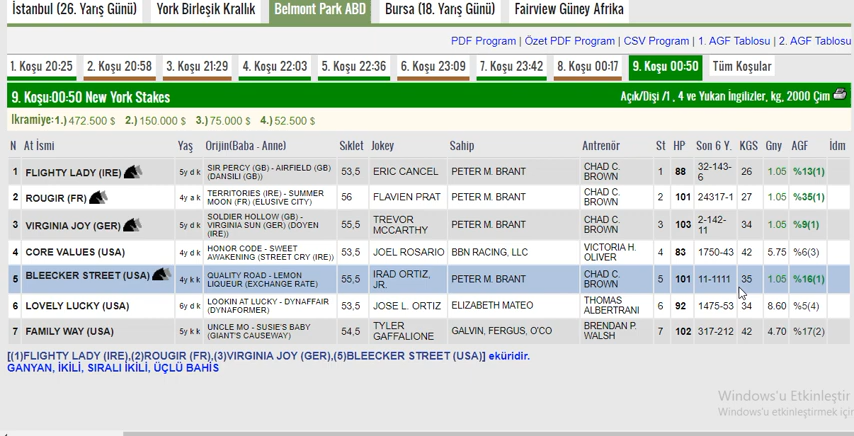 İstanbul (26. Yarış Günü) York Birleşik Krallık Belmont Park ABD Bursa (18. Yarış Günü) Fairview Güney Afrika
PDF Program | Özet PDF Program | CSV Program | 1. AGF Tablosu | 2. AGF Tablosu
1. Koşu 20:25 2. Koşu 20:58 3. Koşu 21:29 4. Koşu 22:03 5. Koşu 22:36 6. Koşu 23:09 7. Koşu 23:42 8. Koşu 00:17 9. Koşu 00:50 Tüm Koşular
9. Koşu:00:50 New York Stakes Açık/Dişi /1 , 4 ve Yukarı İngilizler, kg, 2000 Çim
Ikramiye: 1.) 472.500 $ 2.) 150.000 $ 3.) 75.000 $ 4.) 52.500 $
N At İsmi Yaş Orijin(Baba - Anne) Sıklet Jokey Sahip Antrenör St HP Son 6 Y. KGS Gny AGF İdm
1 FLIGHTY LADY (IRE) 5y d k SIR PERCY (GB) - AIRFIELD (GB) (DANSILI (GB)) 53,5 ERIC CANCEL PETER M. BRANT CHAD C. BROWN 1 88 32-143-6 26 1.05 %13(1)
2 ROUGIR (FR) 4y a k TERRITORIES (IRE) - SUMMER MOON (FR) (ELUSIVE CITY) 56 FLAVIEN PRAT PETER M. BRANT CHAD C. BROWN 2 101 24317-1 27 1.05 %35(1)
3 VIRGINIA JOY (GER) 5y d k SOLDIER HOLLOW (GB) - VIRGINIA SUN (GER) (DOYEN (IRE)) 55,5 TREVOR MCCARTHY PETER M. BRANT CHAD C. BROWN 3 103 2-142-11 34 1.05 %9(1)
4 CORE VALUES (USA) 4y d k HONOR CODE - SWEET AWAKENING (STREET CRY (IRE)) 53,5 JOEL ROSARIO BBN RACING, LLC VICTORIA H. OLIVER 4 83 1750-43 42 5.75 %6(3)
5 BLEECKER STREET (USA) 4y k k QUALITY ROAD - LEMON LIQUEUR (EXCHANGE RATE) 55,5 IRAD ORTIZ, JR. PETER M. BRANT CHAD C. BROWN 5 101 11-1111 35 1.05 %16(1)
6 LOVELY LUCKY (USA) 6y d k LOOKIN AT LUCKY - DYNAFFAIR (DYNAFORMER) 53,5 JOSE L. ORTIZ ELIZABETH MATEO THOMAS ALBERTRANI 6 92 1475-53 34 8.60 %5(4)
7 FAMILY WAY (USA) 5y k k UNCLE MO - SUSIE'S BABY (GIANT'S CAUSEWAY) 54,5 TYLER GAFFALIONE GALVIN, FERGUS, O'CO BRENDAN P. WALSH 7 102 317-212 42 4.70 %17(2)
[(1)FLIGHTY LADY (IRE),(2)ROUGIR (FR),(3)VIRGINIA JOY (GER),(5)BLEECKER STREET (USA)] eküridir.
GANYAN, İKİLİ, SIRALI İKİLİ, ÜÇLÜ BAHİS
Windows'u Etkinleştir
Windows'u etkinleştirmek için